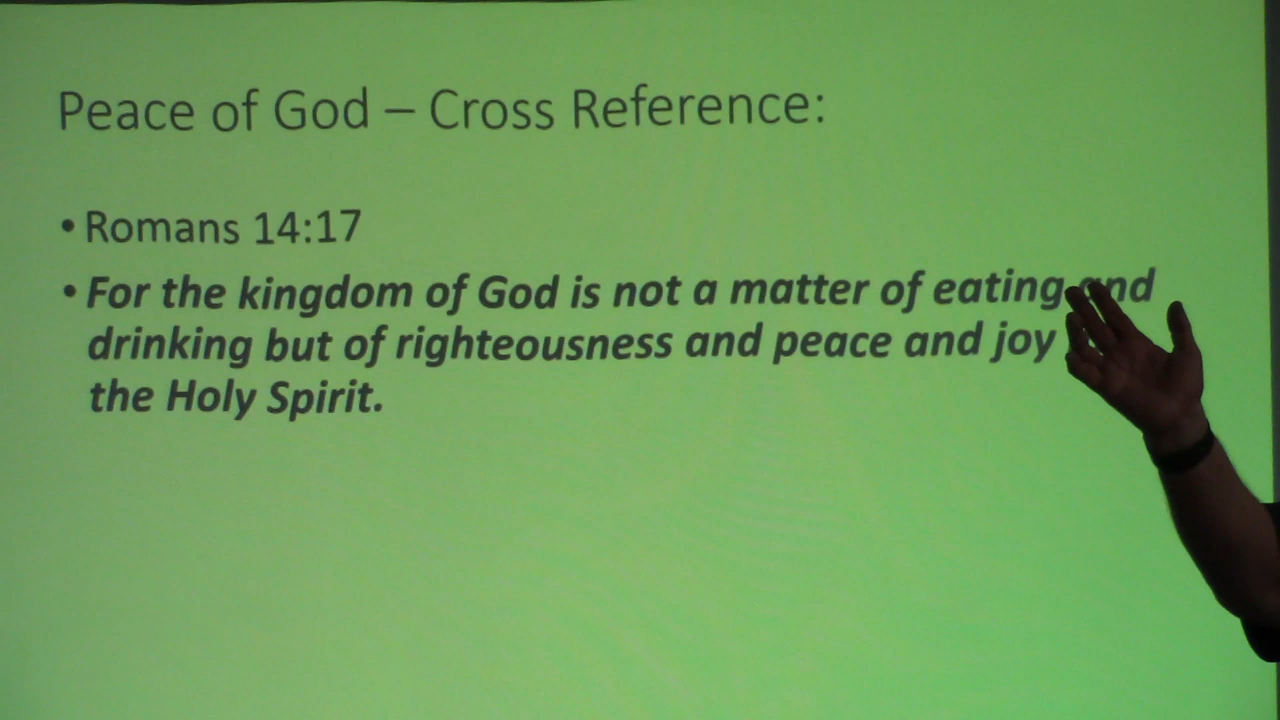 Peace of God – Cross Reference:
• Romans 14:17
• For the kingdom of God is not a matter of eating and
drinking but of righteousness and peace and joy
the Holy Spirit.